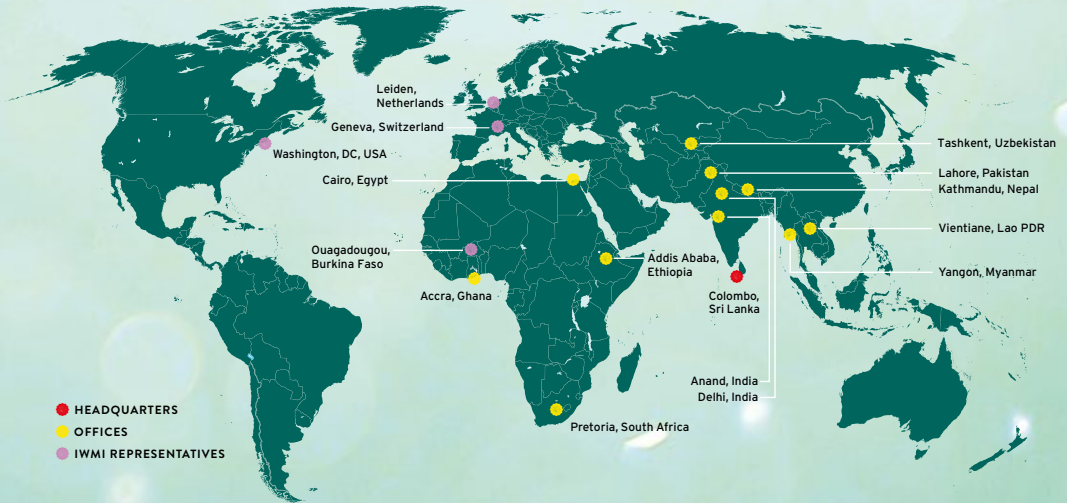 Leiden,
Netherlands
Geneva, Switzerland
Washington, DC, USA
Cairo, Egypt
Ouagadougou,
Burkina Faso
Accra, Ghana
Addis Ababa,
Ethiopia
Colombo,
Sri Lanka
Anand, India
Delhi, India
Pretoria, South Africa
Tashkent, Uzbekistan
Lahore, Pakistan
Kathmandu, Nepal
Vientiane, Lao PDR
Yangon, Myanmar
HEADQUARTERS
OFFICES
IWMI REPRESENTATIVES